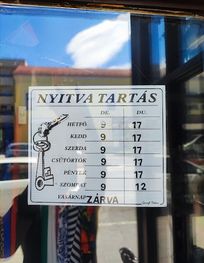 NYITVA TARTÁS
DE. DU.
HÉTFŐ 9 17
KEDD 9 17
SZERDA 9 17
CSÜTÖRTÖK 9 17
PÉNTEK 9 17
SZOMBAT 9 12
VASÁRNAP ZÁRVA